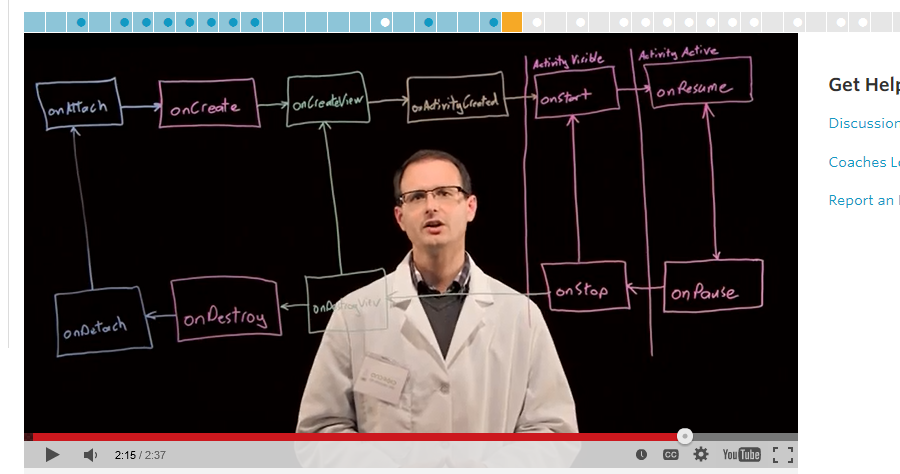 Activity Visible
Activity Active
onAttach
onCreate
onCreateView
onActivityCreated
onStart
onResume
onDetach
onDestroy
onDestroyView
onStop
onPause
2:15 / 2:37
CC
YouTube
Get Help
Discussion
Coaches Lo
Report an